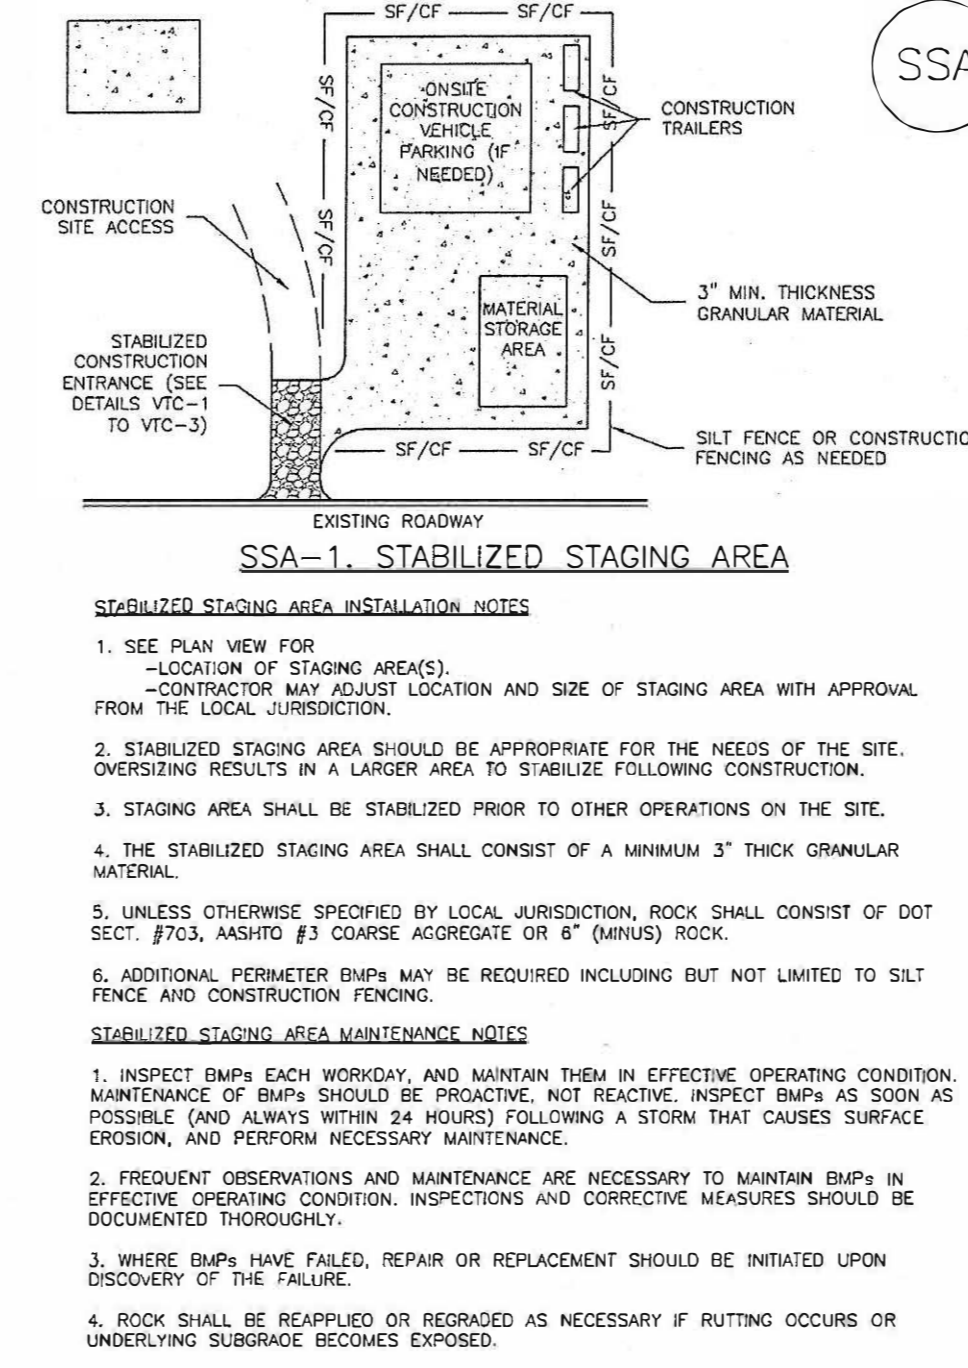 SF/CF SF/CF
SSA
SF/CF
SF/CF
ONSITE
CONSTRUCTION
VEHICLE
PARKING (IF
NEEDED)
SF/CF
CONSTRUCTION
TRAILERS
CONSTRUCTION
SITE ACCESS
SF/CF
3" MIN. THICKNESS
GRANULAR MATERIAL
MATERIAL
STORAGE
AREA
SF/CF
STABILIZED
CONSTRUCTION
ENTRANCE (SEE
DETAILS VTC-1
TO VTC-3)
SF/CF SF/CF
SILT FENCE OR CONSTRUCTIO
FENCING AS NEEDED
EXISTING ROADWAY
SSA-1. STABILIZED STAGING AREA
STABILIZED STAGING AREA INSTALLATION NOTES
1. SEE PLAN VIEW FOR
-LOCATION OF STAGING AREA(S).
-CONTRACTOR MAY ADJUST LOCATION AND SIZE OF STAGING AREA WITH APPROVAL
FROM THE LOCAL JURISDICTION.
2. STABILIZED STAGING AREA SHOULD BE APPROPRIATE FOR THE NEEDS OF THE SITE.
OVERSIZING RESULTS IN A LARGER AREA TO STABILIZE FOLLOWING CONSTRUCTION.
3. STAGING AREA SHALL BE STABILIZED PRIOR TO OTHER OPERATIONS ON THE SITE.
4. THE STABILIZED STAGING AREA SHALL CONSIST OF A MINIMUM 3" THICK GRANULAR
MATERIAL.
5. UNLESS OTHERWISE SPECIFIED BY LOCAL JURISDICTION, ROCK SHALL CONSIST OF DOT
SECT. #703, AASHTO #3 COARSE AGGREGATE OR 6" (MINUS) ROCK.
6. ADDITIONAL PERIMETER BMPs MAY BE REQUIRED INCLUDING BUT NOT LIMITED TO SILT
FENCE AND CONSTRUCTION FENCING.
STABILIZED STAGING AREA MAINTENANCE NOTES
1. INSPECT BMPs EACH WORKDAY, AND MAINTAIN THEM IN EFFECTIVE OPERATING CONDITION.
MAINTENANCE OF BMPs SHOULD BE PROACTIVE, NOT REACTIVE. INSPECT BMPs AS SOON AS
POSSIBLE (AND ALWAYS WITHIN 24 HOURS) FOLLOWING A STORM THAT CAUSES SURFACE
EROSION, AND PERFORM NECESSARY MAINTENANCE.
2. FREQUENT OBSERVATIONS AND MAINTENANCE ARE NECESSARY TO MAINTAIN BMPs IN
EFFECTIVE OPERATING CONDITION. INSPECTIONS AND CORRECTIVE MEASURES SHOULD BE
DOCUMENTED THOROUGHLY.
3. WHERE BMPs HAVE FAILED, REPAIR OR REPLACEMENT SHOULD BE INITIATED UPON
DISCOVERY OF THE FAILURE.
4. ROCK SHALL BE REAPPLIED OR REGRADED AS NECESSARY IF RUTTING OCCURS OR
UNDERLYING SUBGRADE BECOMES EXPOSED.